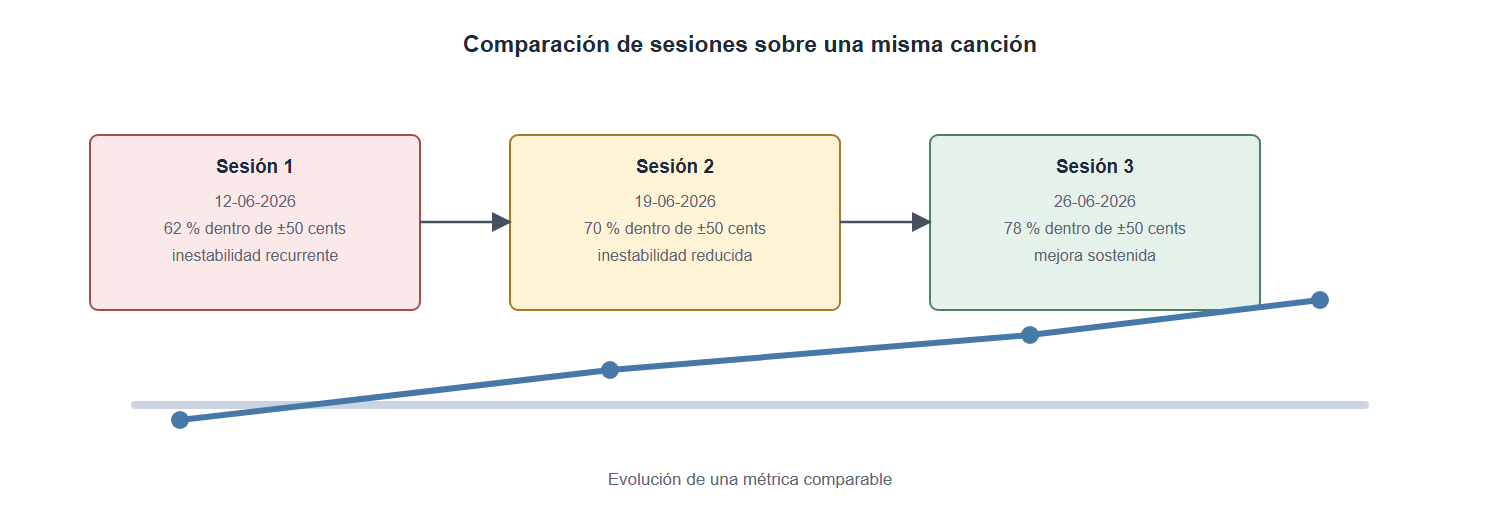 Comparación de sesiones sobre una misma canción
Sesión 1
12-06-2026
62 % dentro de ±50 cents
inestabilidad recurrente
Sesión 2
19-06-2026
70 % dentro de ±50 cents
inestabilidad reducida
Sesión 3
26-06-2026
78 % dentro de ±50 cents
mejora sostenida
Evolución de una métrica comparable